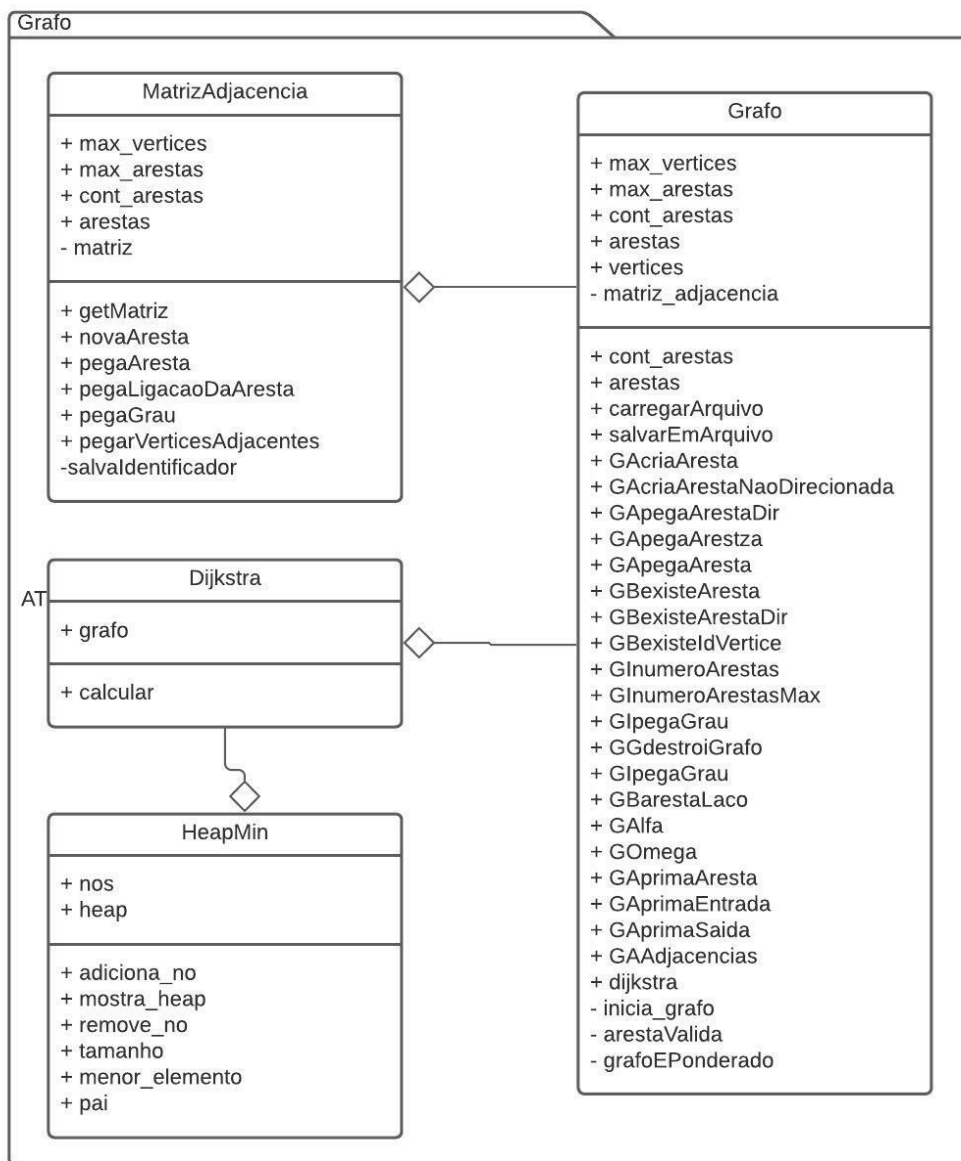 Grafo
MatrizAdjacencia
+ max_vertices
+ max_arestas
+ cont_arestas
+ arestas
- matriz
+ getMatriz
+ novaAresta
+ pegaAresta
+ pegaLigacaoDaAresta
+ pegaGrau
+ pegarVerticesAdjacentes
-salvaIdentificador
AT
Dijkstra
+ grafo
+ calcular
HeapMin
+ nos
+ heap
+ adiciona_no
+ mostra_heap
+ remove_no
+ tamanho
+ menor_elemento
+ pai
Grafo
+ max_vertices
+ max_arestas
+ cont_arestas
+ arestas
+ vertices
- matriz_adjacencia
+ cont_arestas
+ arestas
+ carregarArquivo
+ salvarEmArquivo
+ GAcriaAresta
+ GAcriaArestaNaoDirecionada
+ GApegaArestaDir
+ GApegaArestza
+ GApegaAresta
+ GBexisteAresta
+ GBexisteArestaDir
+ GBexisteIdVertice
+ GInumeroArestas
+ GInumeroArestasMax
+ GIpegaGrau
+ GGdestroiGrafo
+ GIpegaGrau
+ GBarestaLaco
+ GAlfa
+ GOmega
+ GAprimaAresta
+ GAprimaEntrada
+ GAprimaSaida
+ GAAdjacencias
+ dijkstra
- inicia_grafo
- arestaValida
- grafoEPonderado